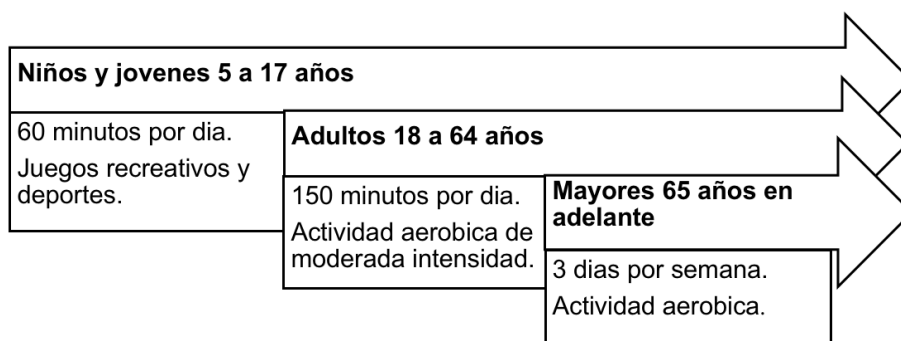 Niños y jovenes 5 a 17 años
60 minutos por dia.
Juegos recreativos y
deportes.
Adultos 18 a 64 años
150 minutos por dia.
Actividad aerobica de
moderada intensidad.
Mayores 65 años en
adelante
3 dias por semana.
Actividad aerobica.